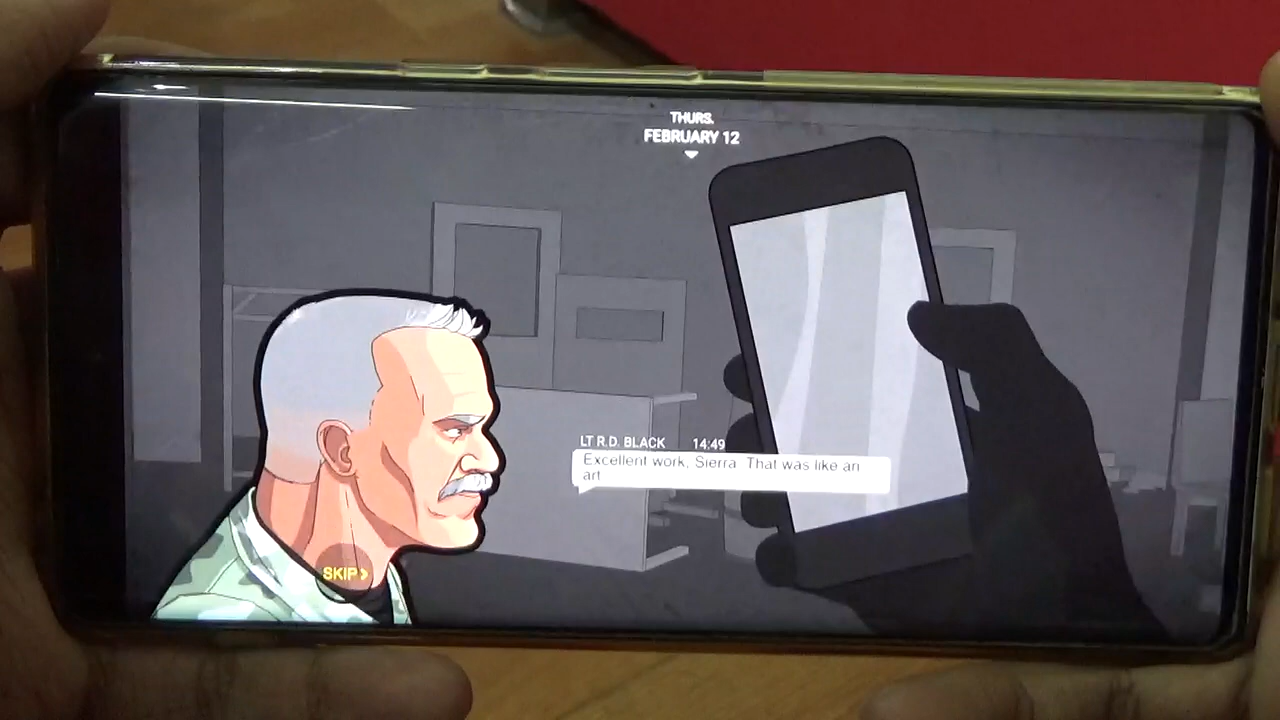 THURS.
FEBRUARY 12
LT R.D. BLACK 14:49
Excellent work, Sierra. That was like an
art
SKIP >